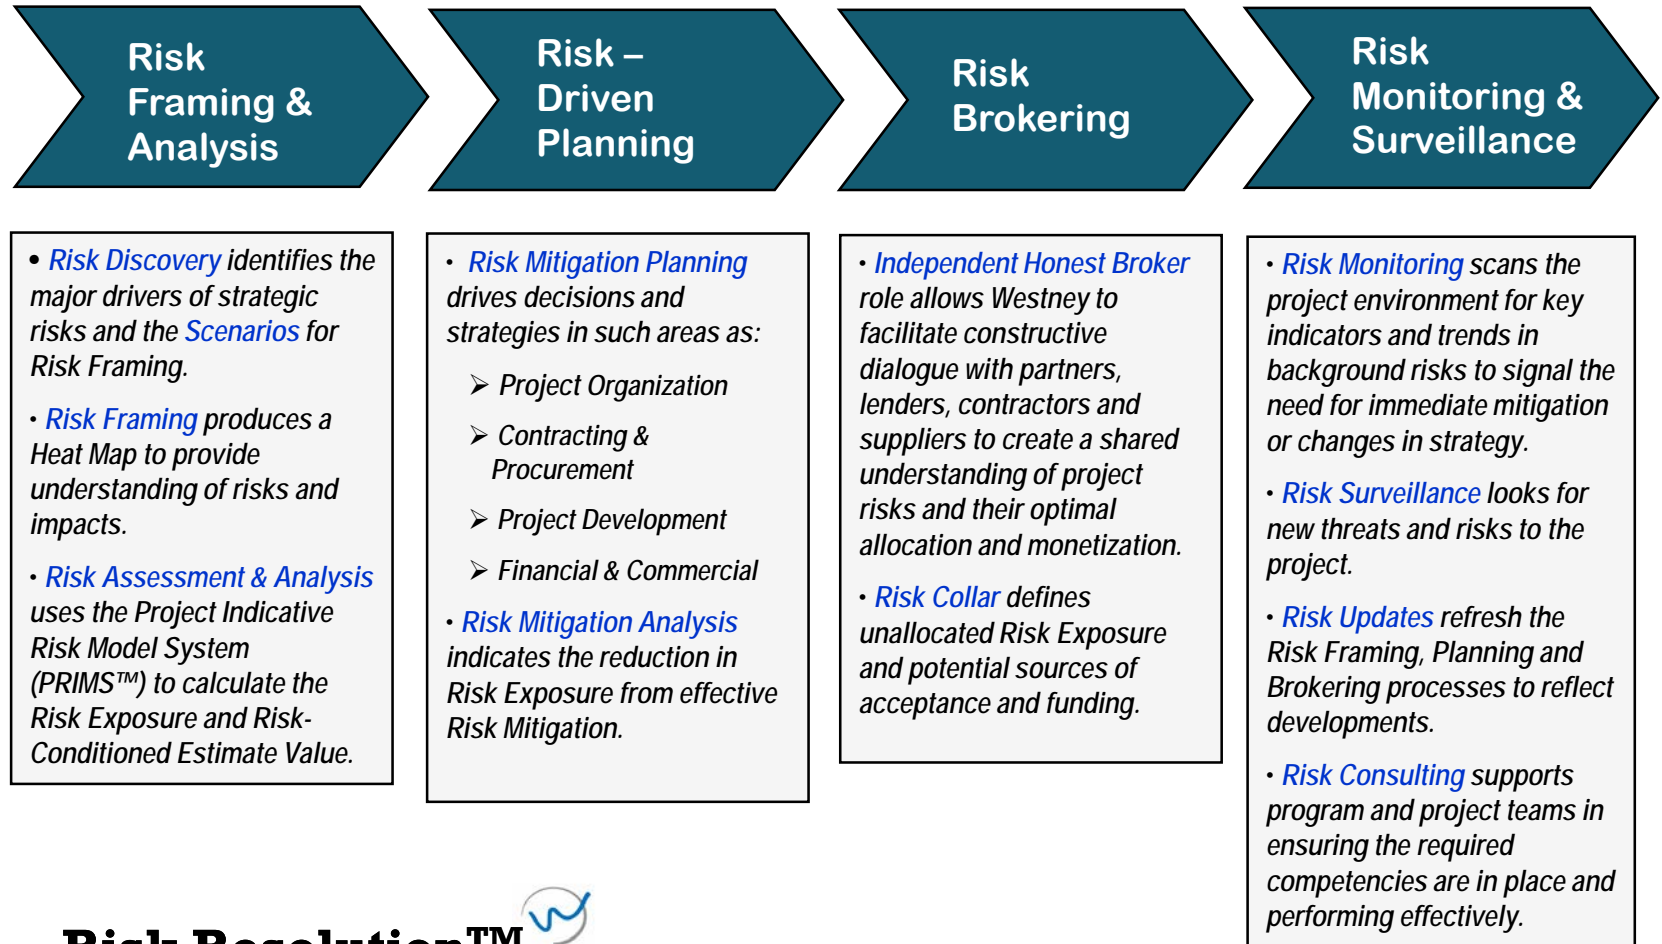 Risk
Framing &
Analysis
Risk –
Driven
Planning
Risk
Brokering
Risk
Monitoring &
Surveillance
• Risk Discovery identifies the
major drivers of strategic
risks and the Scenarios for
Risk Framing.
• Risk Framing produces a
Heat Map to provide
understanding of risks and
impacts.
• Risk Assessment & Analysis
uses the Project Indicative
Risk Model System
(PRIMS™) to calculate the
Risk Exposure and Risk-
Conditioned Estimate Value.
• Risk Mitigation Planning
drives decisions and
strategies in such areas as:
➢ Project Organization
➢ Contracting &
Procurement
➢ Project Development
➢ Financial & Commercial
• Risk Mitigation Analysis
indicates the reduction in
Risk Exposure from effective
Risk Mitigation.
• Independent Honest Broker
role allows Westney to
facilitate constructive
dialogue with partners,
lenders, contractors and
suppliers to create a shared
understanding of project
risks and their optimal
allocation and monetization.
• Risk Collar defines
unallocated Risk Exposure
and potential sources of
acceptance and funding.
• Risk Monitoring scans the
project environment for key
indicators and trends in
background risks to signal the
need for immediate mitigation
or changes in strategy.
• Risk Surveillance looks for
new threats and risks to the
project.
• Risk Updates refresh the
Risk Framing, Planning and
Brokering processes to reflect
developments.
• Risk Consulting supports
program and project teams in
ensuring the required
competencies are in place and
performing effectively.
Risk Resolution™